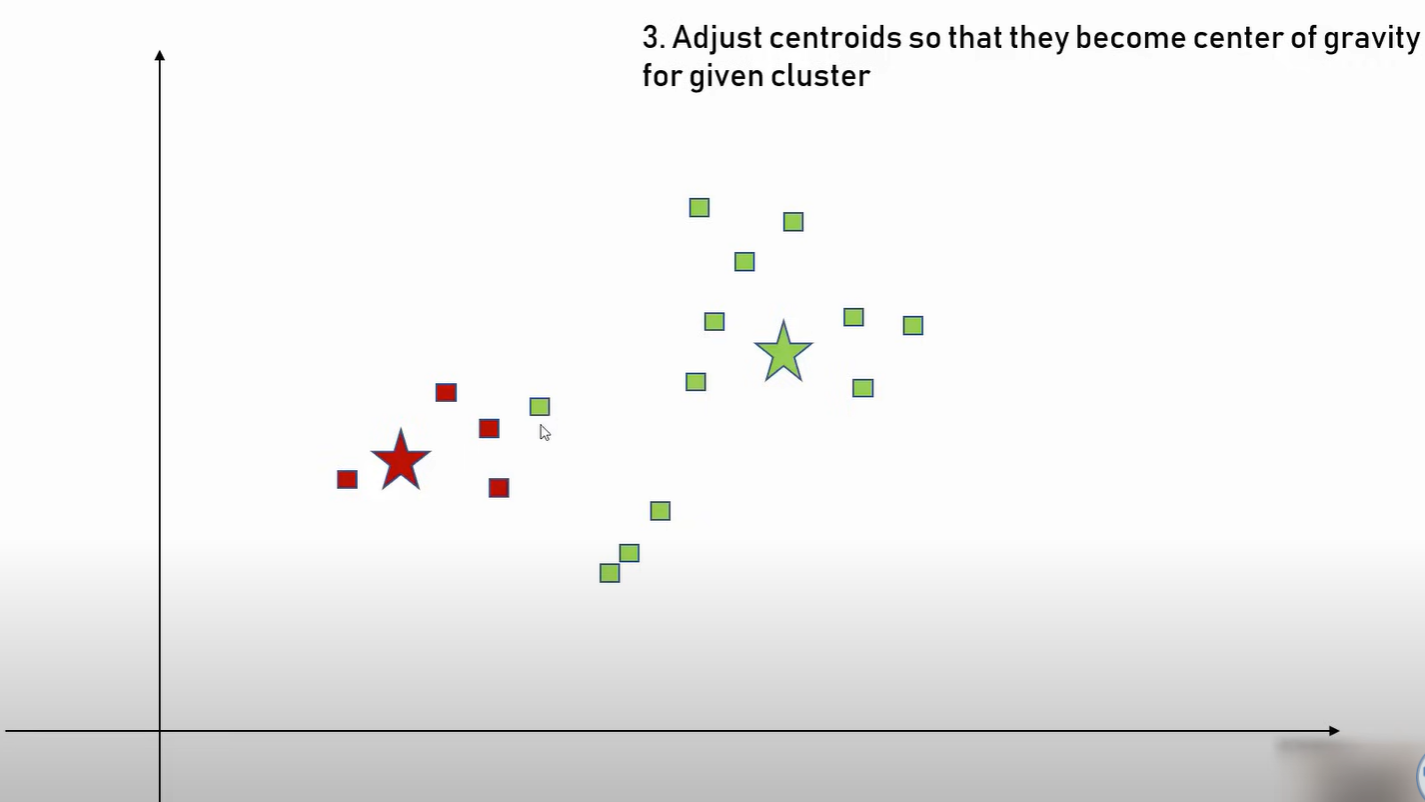 3. Adjust centroids so that they become center of gravity
for given cluster